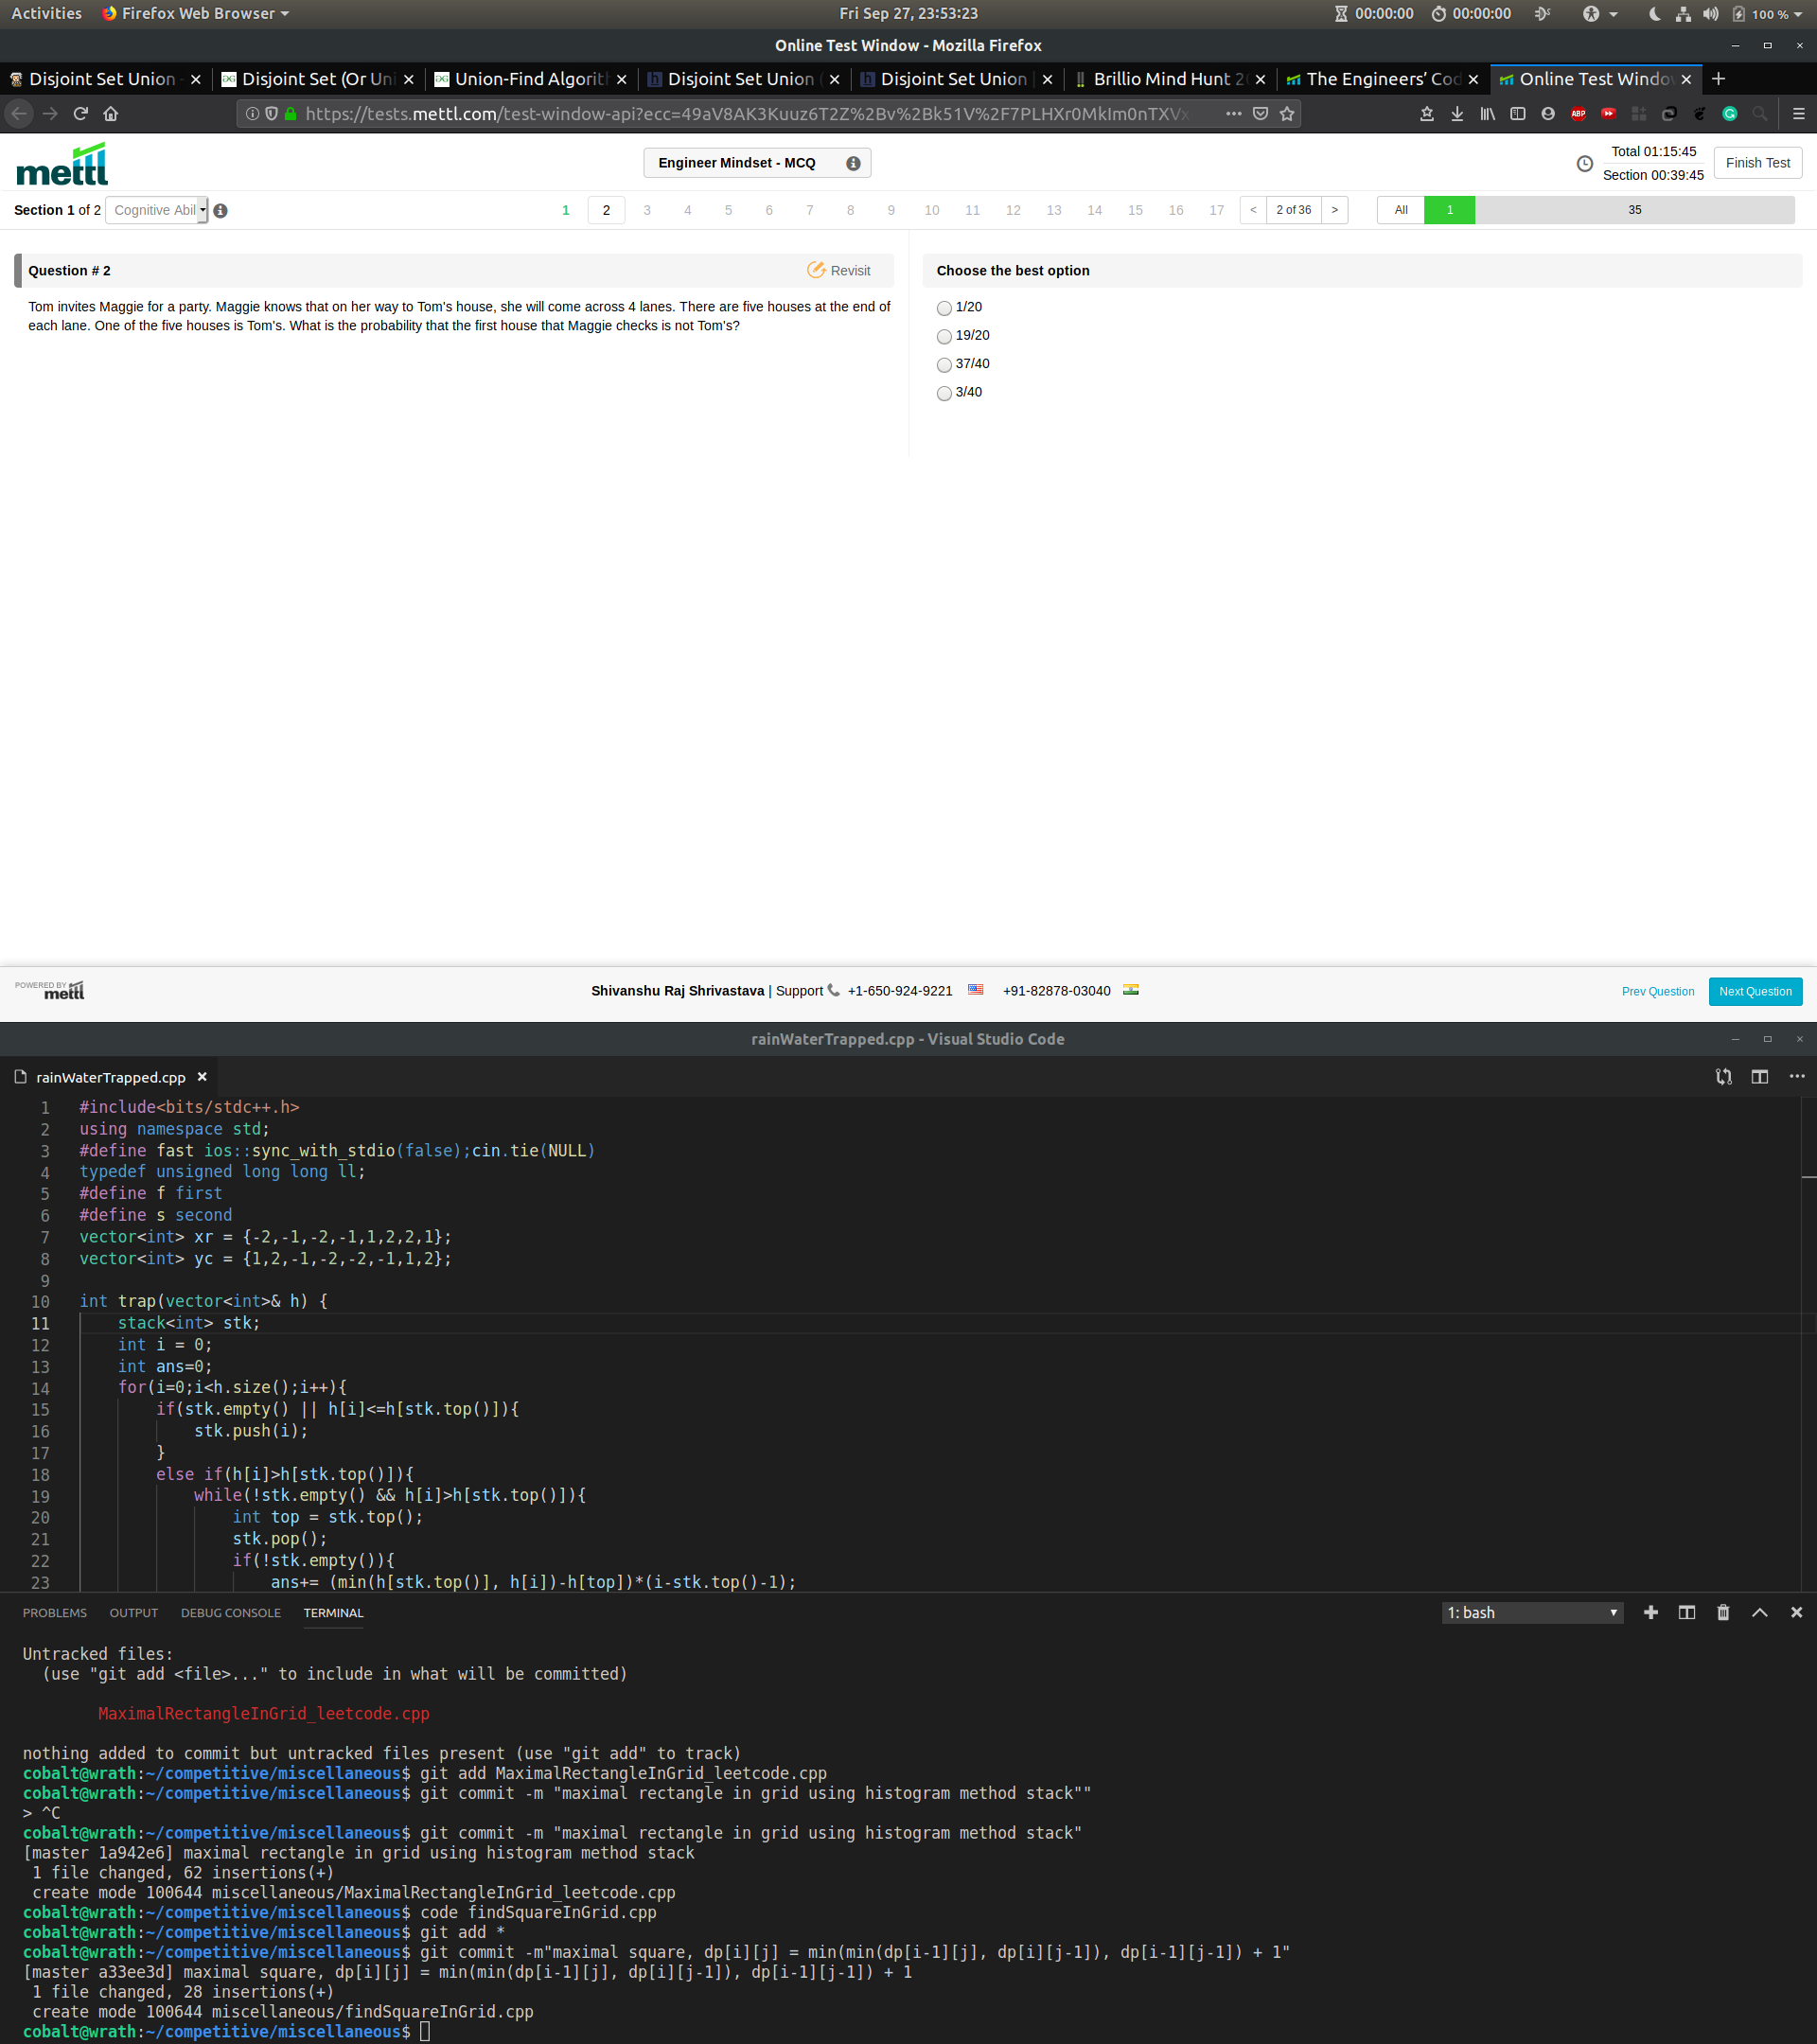 Activities Firefox Web Browser Fri Sep 27, 23:53:23 00:00:00 00:00:00 100 %
Online Test Window - Mozilla Firefox
Disjoint Set Union - Disjoint Set (Or Uni Union-Find Algorith Disjoint Set Union ( Disjoint Set Union | Brillio Mind Hunt 20 The Engineers' Cod Online Test Window
https://tests.mettl.com/test-window-api?ecc=49aV8AK3Kuuz6T2Z%2Bv%2Bk51V%2F7PLHXr0MkIm0nTXVx ABP
mettl Engineer Mindset - MCQ Total 01:15:45 Finish Test
Section 00:39:45
Section 1 of 2 Cognitive Abil 1 2 3 4 5 6 7 8 9 10 11 12 13 14 15 16 17 < 2 of 36 > All 1 35
Question # 2 Revisit
Tom invites Maggie for a party. Maggie knows that on her way to Tom's house, she will come across 4 lanes. There are five houses at the end of
each lane. One of the five houses is Tom's. What is the probability that the first house that Maggie checks is not Tom's?
Choose the best option
1/20
19/20
37/40
3/40
POWERED BY mettl Shivanshu Raj Shrivastava | Support +1-650-924-9221 +91-82878-03040 Prev Question Next Question
rainWaterTrapped.cpp - Visual Studio Code
rainWaterTrapped.cpp
1 #include<bits/stdc++.h>
2 using namespace std;
3 #define fast ios::sync_with_stdio(false);cin.tie(NULL)
4 typedef unsigned long long ll;
5 #define f first
6 #define s second
7 vector<int> xr = {-2,-1,-2,-1,1,2,2,1};
8 vector<int> yc = {1,2,-1,-2,-2,-1,1,2};
9
10 int trap(vector<int>& h) {
11 stack<int> stk;
12 int i = 0;
13 int ans=0;
14 for(i=0;i<h.size();i++){
15 if(stk.empty() || h[i]<=h[stk.top()]){
16 stk.push(i);
17 }
18 else if(h[i]>h[stk.top()]){
19 while(!stk.empty() && h[i]>h[stk.top()]){
20 int top = stk.top();
21 stk.pop();
22 if(!stk.empty()){
23 ans+= (min(h[stk.top()], h[i])-h[top])*(i-stk.top()-1);
PROBLEMS OUTPUT DEBUG CONSOLE TERMINAL 1: bash
Untracked files:
(use "git add <file>..." to include in what will be committed)
MaximalRectangleInGrid_leetcode.cpp
nothing added to commit but untracked files present (use "git add" to track)
cobalt@wrath:~/competitive/miscellaneous$ git add MaximalRectangleInGrid_leetcode.cpp
cobalt@wrath:~/competitive/miscellaneous$ git commit -m "maximal rectangle in grid using histogram method stack""
> ^C
cobalt@wrath:~/competitive/miscellaneous$ git commit -m "maximal rectangle in grid using histogram method stack"
[master 1a942e6] maximal rectangle in grid using histogram method stack
1 file changed, 62 insertions(+)
create mode 100644 miscellaneous/MaximalRectangleInGrid_leetcode.cpp
cobalt@wrath:~/competitive/miscellaneous$ code findSquareInGrid.cpp
cobalt@wrath:~/competitive/miscellaneous$ git add *
cobalt@wrath:~/competitive/miscellaneous$ git commit -m"maximal square, dp[i][j] = min(min(dp[i-1][j], dp[i][j-1]), dp[i-1][j-1]) + 1"
[master a33ee3d] maximal square, dp[i][j] = min(min(dp[i-1][j], dp[i][j-1]), dp[i-1][j-1]) + 1
1 file changed, 28 insertions(+)
create mode 100644 miscellaneous/findSquareInGrid.cpp
cobalt@wrath:~/competitive/miscellaneous$